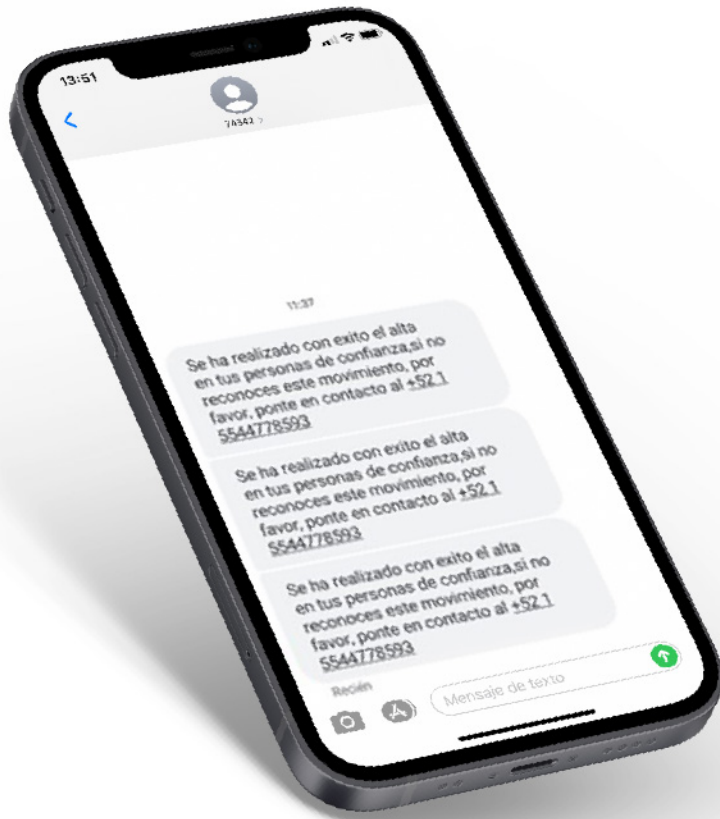 13:51
74342
11:37
Se ha realizado con exito el alta
en tus personas de confianza,si no
reconoces este movimiento, por
favor, ponte en contacto al +52 1
5544778593
Se ha realizado con exito el alta
en tus personas de confianza,si no
reconoces este movimiento, por
favor, ponte en contacto al +52 1
5544778593
Se ha realizado con exito el alta
en tus personas de confianza,si no
reconoces este movimiento, por
favor, ponte en contacto al +52 1
5544778593
Recién
Mensaje de texto